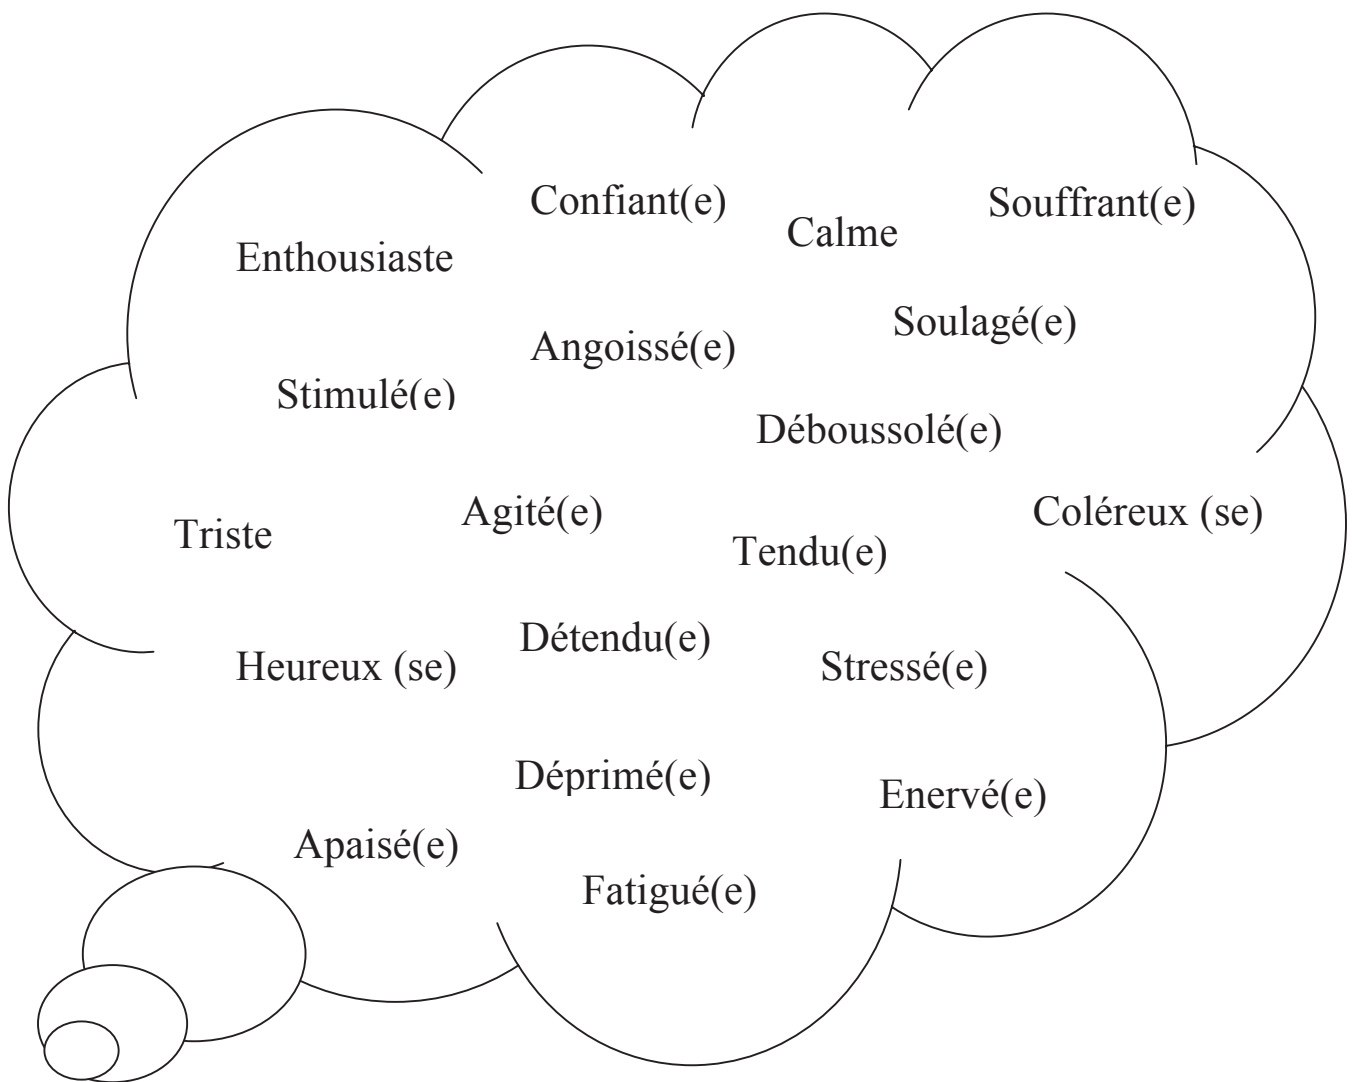 Confiant(e)
Souffrant(e)
Calme
Enthousiaste
Soulagé(e)
Angoissé(e)
Stimulé(e)
Déboussolé(e)
Agité(e)
Coléreux (se)
Triste
Tendu(e)
Détendu(e)
Heureux (se)
Stressé(e)
Déprimé(e)
Enervé(e)
Apaisé(e)
Fatigué(e)